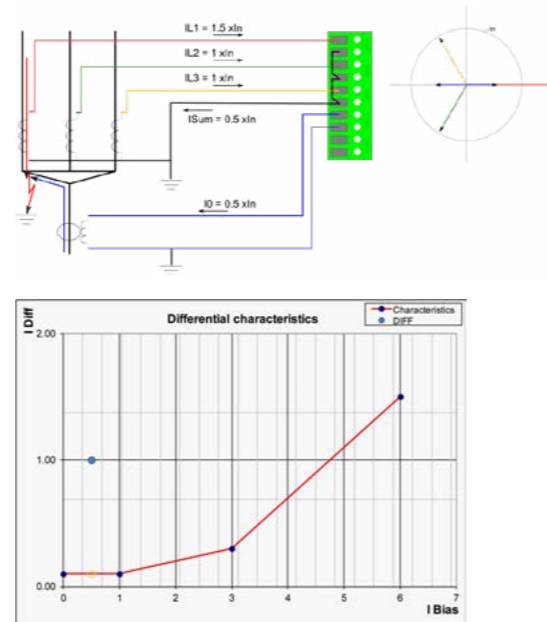 IL1 = 1.5 xIn
IL2 = 1 xIn
IL3 = 1 xIn
ISum = 0.5 xIn
I0 = 0.5 xIn
In
Differential characteristics
Characteristics
DIFF
I Diff
2.00
1.00
0.00
0 1 2 3 4 5 6 7
I Bias